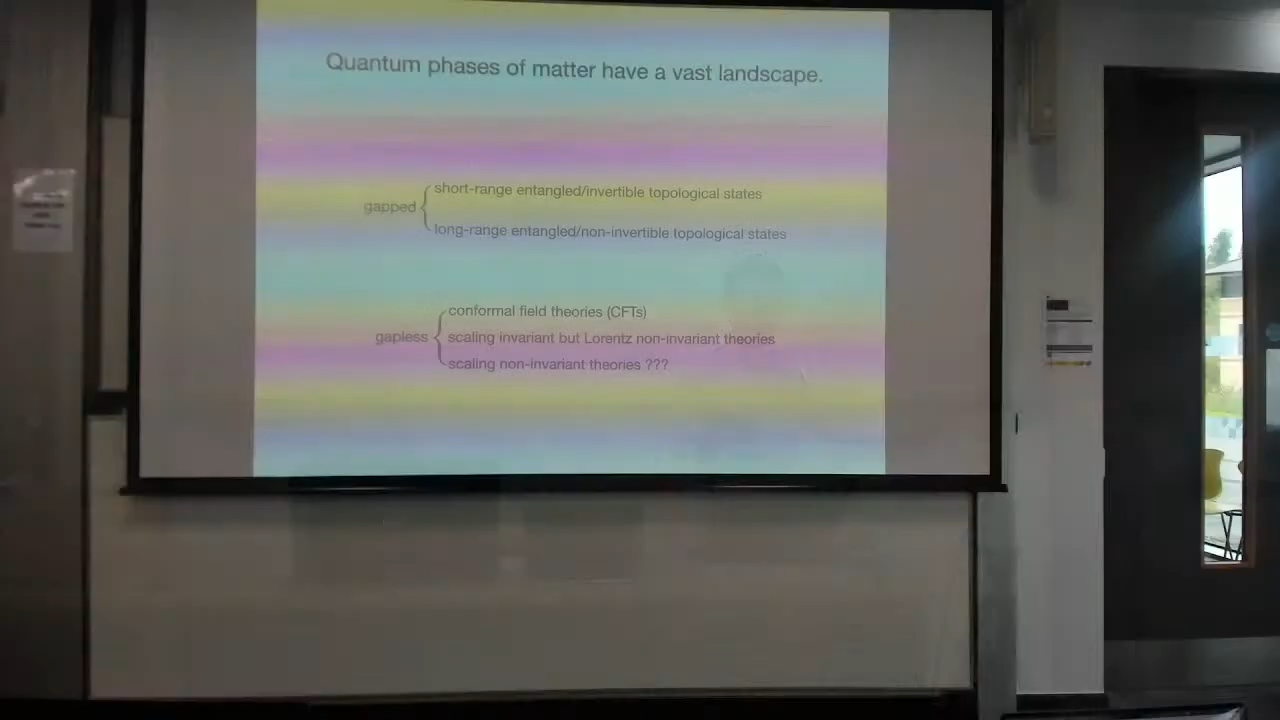 Quantum phases of matter have a vast landscape.
short-range entangled/invertible topological states
gapped
long-range entangled/non-invertible topological states
conformal field theories (CFTs)
gapless
scaling invariant but Lorentz non-invariant theories
scaling non-invariant theories ???